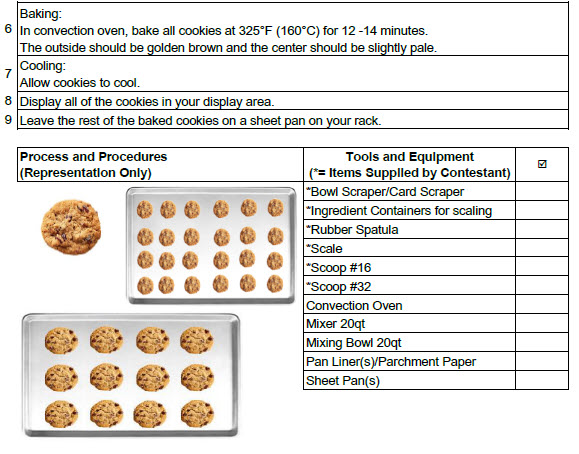 Baking:
6 In convection oven, bake all cookies at 325°F (160°C) for 12 -14 minutes.
The outside should be golden brown and the center should be slightly pale.
7 Cooling:
Allow cookies to cool.
8 Display all of the cookies in your display area.
9 Leave the rest of the baked cookies on a sheet pan on your rack.
Process and Procedures
(Representation Only)
Tools and Equipment
(*= Items Supplied by Contestant) ☑
*Bowl Scraper/Card Scraper
*Ingredient Containers for scaling
*Rubber Spatula
*Scale
*Scoop #16
*Scoop #32
Convection Oven
Mixer 20qt
Mixing Bowl 20qt
Pan Liner(s)/Parchment Paper
Sheet Pan(s)